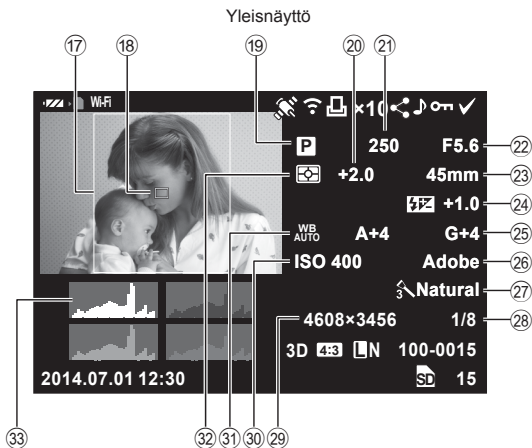 Yleisnäyttö
17 18 19 20 21
Wi-Fi ×10
P 250 F5.6 22
+2.0 45mm 23
+1.0 24
WB AUTO A+4 G+4 25
ISO 400 Adobe 26
3 Natural 27
4608×3456 1/8 28
3D 4:3 L N 100-0015
2014.07.01 12:30 SD 15
33 32 31 30 29